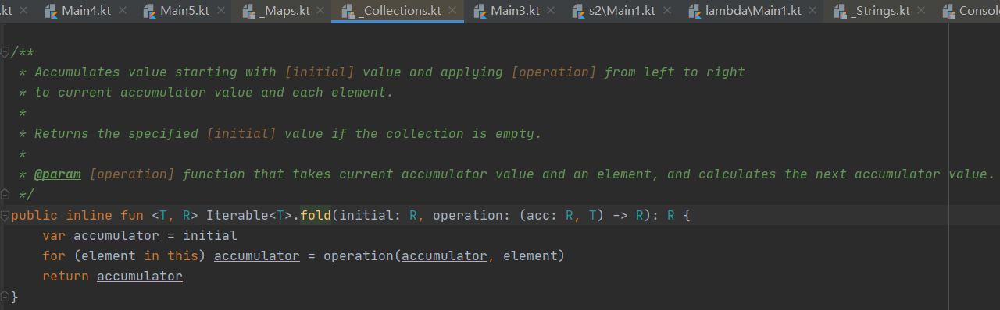 .kt Main4.kt Main5.kt _Maps.kt _Collections.kt Main3.kt s2\Main1.kt lambda\Main1.kt _Strings.kt Consol
/**
* Accumulates value starting with [initial] value and applying [operation] from left to right
* to current accumulator value and each element.
*
* Returns the specified [initial] value if the collection is empty.
*
* @param [operation] function that takes current accumulator value and an element, and calculates the next accumulator value.
*/
public inline fun <T, R> Iterable<T>.fold(initial: R, operation: (acc: R, T) -> R): R {
var accumulator = initial
for (element in this) accumulator = operation(accumulator, element)
return accumulator
}